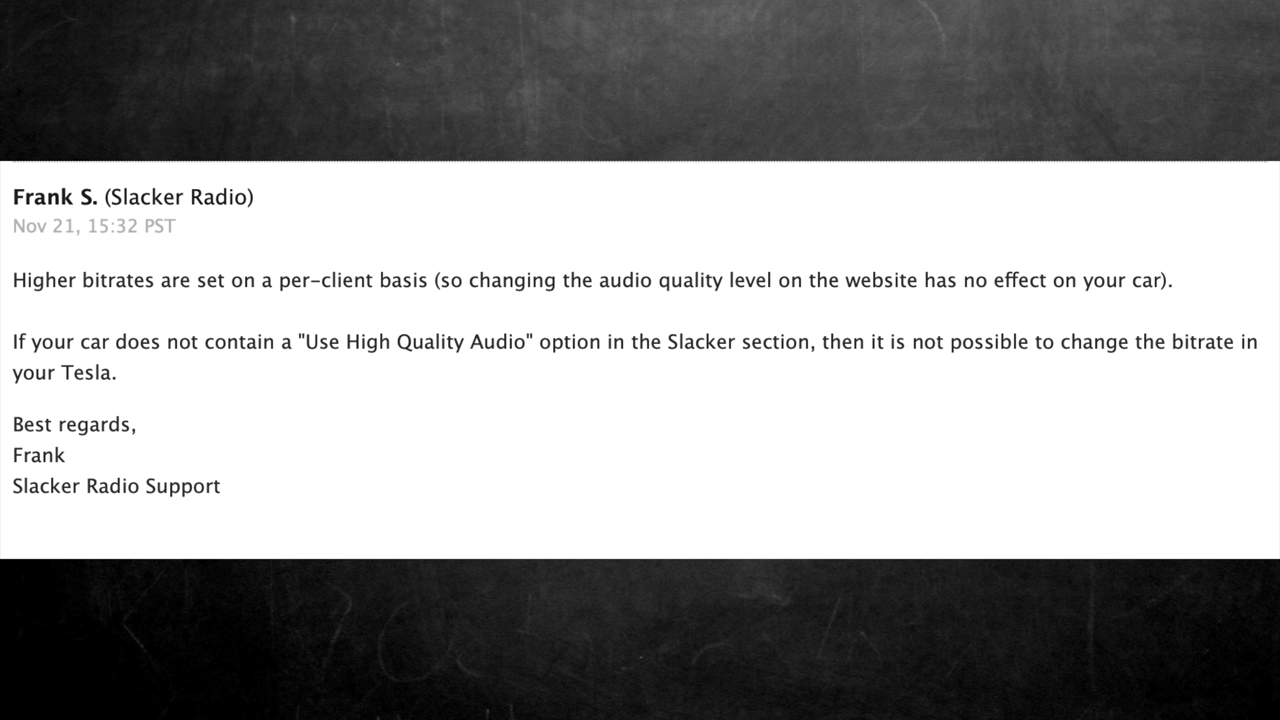 Frank S. (Slacker Radio)
Nov 21, 15:32 PST
Higher bitrates are set on a per-client basis (so changing the audio quality level on the website has no effect on your car).
If your car does not contain a "Use High Quality Audio" option in the Slacker section, then it is not possible to change the bitrate in
your Tesla.
Best regards,
Frank
Slacker Radio Support